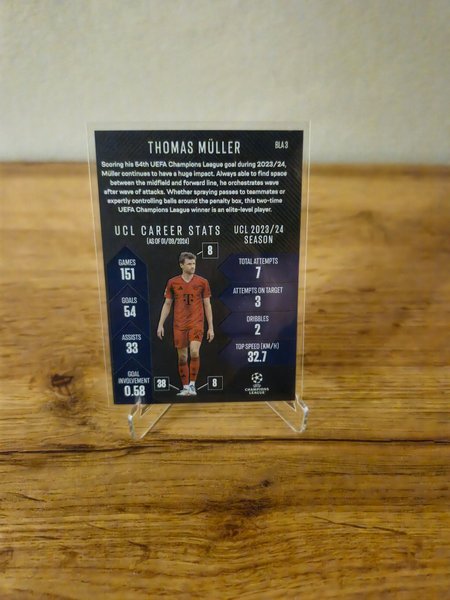 THOMAS MÜLLER
BLA 3
Scoring his 54th UEFA Champions League goal during 2023/24,
Müller continues to have a huge impact. Always able to find space
between the midfield and forward line, he orchestrates wave
after wave of attacks. Whether spraying passes to teammates or
expertly controlling balls around the penalty box, this two-time
UEFA Champions League winner is an elite-level player.
UCL CAREER STATS
(AS OF 01/08/2024)
GAMES
151
GOALS
54
ASSISTS
33
GOAL
INVOLVEMENT
0.58
8
38
8
UCL 2023/24
SEASON
TOTAL ATTEMPTS
7
ATTEMPTS ON TARGET
3
DRIBBLES
2
TOP SPEED (KM/H)
32.7
UEFA
CHAMPIONS
LEAGUE